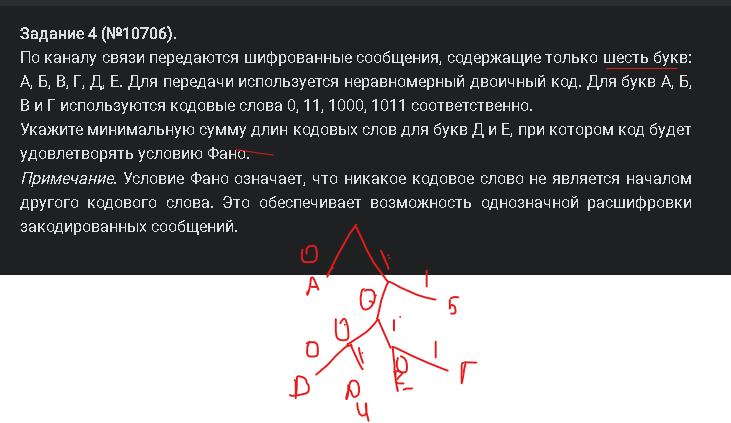 Задание 4 (№10706).
По каналу связи передаются шифрованные сообщения, содержащие только шесть букв:
А, Б, В, Г, Д, Е. Для передачи используется неравномерный двоичный код. Для букв А, Б,
В и Г используются кодовые слова 0, 11, 1000, 1011 соответственно.
Укажите минимальную сумму длин кодовых слов для букв Д и Е, при котором код будет
удовлетворять условию Фано.
Примечание. Условие Фано означает, что никакое кодовое слово не является началом
другого кодового слова. Это обеспечивает возможность однозначной расшифровки
закодированных сообщений.
0 1
А 1
0 Б
0 1
0 1 0 1
D Е Г
D
4